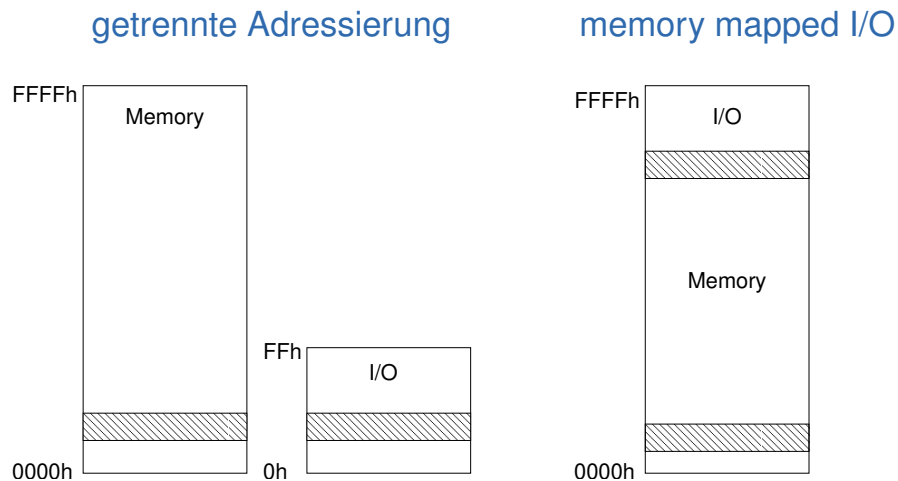 getrennte Adressierung
memory mapped I/O
FFFFh
Memory
FFh
I/O
0000h
0h
FFFFh
I/O
Memory
0000h